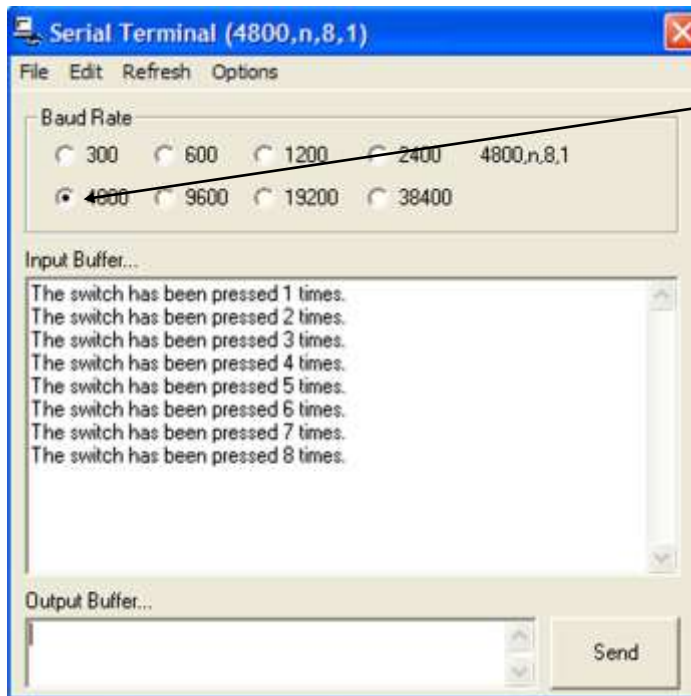 Serial Terminal (4800,n,8,1)
File Edit Refresh Options
Baud Rate
300 600 1200 2400 4800,n,8,1
4800 9600 19200 38400
Input Buffer...
The switch has been pressed 1 times.
The switch has been pressed 2 times.
The switch has been pressed 3 times.
The switch has been pressed 4 times.
The switch has been pressed 5 times.
The switch has been pressed 6 times.
The switch has been pressed 7 times.
The switch has been pressed 8 times.
Output Buffer...
Send